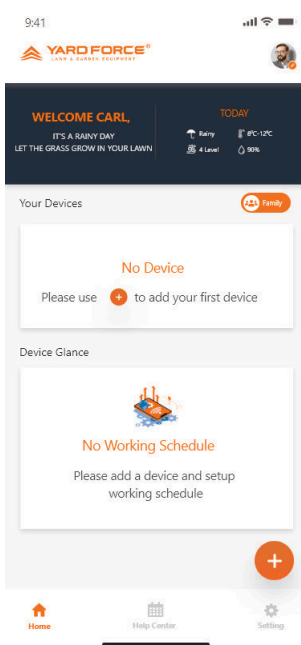 9:41
YARD FORCE®
LAWN & GARDEN EQUIPMENT
WELCOME CARL,
IT'S A RAINY DAY
LET THE GRASS GROW IN YOUR LAWN
TODAY
Rainy 8°C-12°C
4 Level 90%
Your Devices
Family
No Device
Please use + to add your first device
Device Glance
No Working Schedule
Please add a device and setup
working schedule
+
Home Help Center Setting